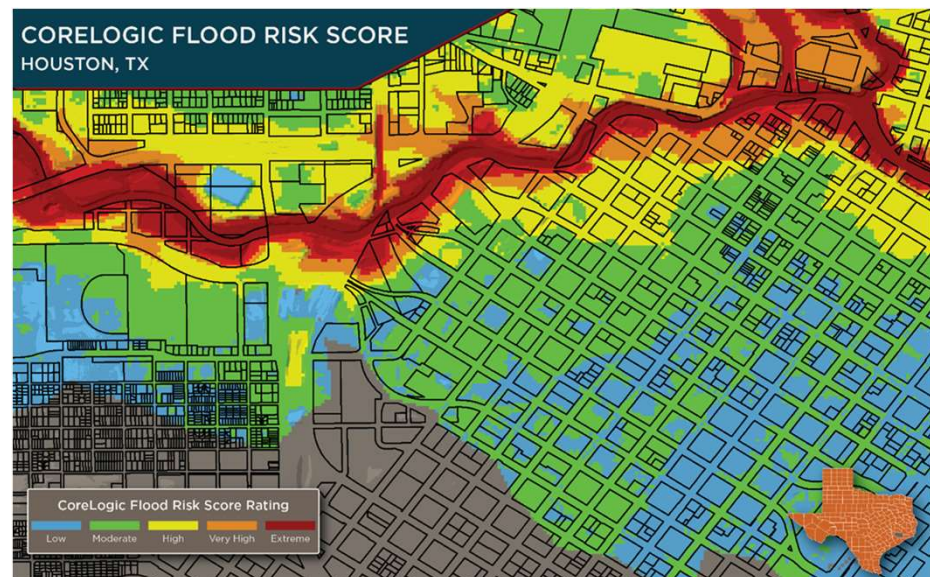 CORELOGIC FLOOD RISK SCORE
HOUSTON, TX
CoreLogic Flood Risk Score Rating
Low Moderate High Very High Extreme